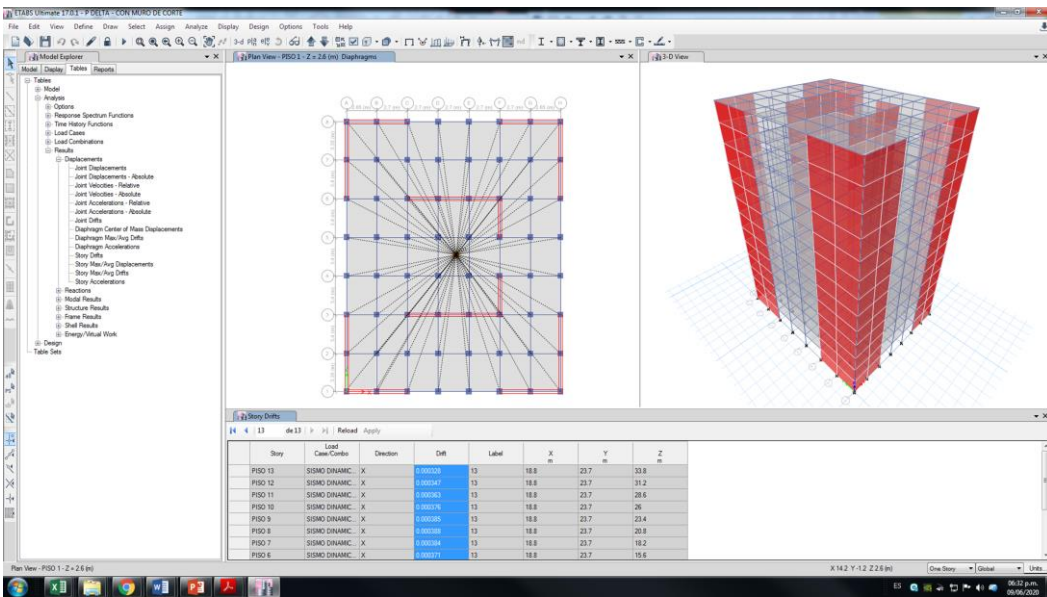 ETABS Ultimate 17.0.1 - P DELTA - CON MURO DE CORTE
File Edit View Define Draw Select Assign Analyze Display Design Options Tools Help
Model Explorer
Model Display Tables Reports
Tables
Model
Analysis
Options
Response Spectrum Functions
Time History Functions
Load Cases
Load Combinations
Results
Displacements
Joint Displacements
Joint Displacements - Absolute
Joint Velocities - Relative
Joint Velocities - Absolute
Joint Accelerations - Relative
Joint Accelerations - Absolute
Joint Drifts
Diaphragm Center of Mass Displacements
Diaphragm Max/Avg Drifts
Diaphragm Accelerations
Story Drifts
Story Max/Avg Displacements
Story Max/Avg Drifts
Story Accelerations
Reactions
Modal Results
Structure Results
Frame Results
Shell Results
Energy/Virtual Work
Design
Table Sets
Plan View - PISO 1 - Z = 2.6 (m) Diaphragms
3-D View
Story Drifts
13 de 13 Reload Apply
Story Load Case/Combo Direction Drift Label X m Y m Z m
PISO 13 SISMO DINAMIC... X 0.000328 13 18.8 23.7 33.8
PISO 12 SISMO DINAMIC... X 0.000347 13 18.8 23.7 31.2
PISO 11 SISMO DINAMIC... X 0.000363 13 18.8 23.7 28.6
PISO 10 SISMO DINAMIC... X 0.000376 13 18.8 23.7 26
PISO 9 SISMO DINAMIC... X 0.000385 13 18.8 23.7 23.4
PISO 8 SISMO DINAMIC... X 13 18.8 23.7 20.8
PISO 7 SISMO DINAMIC... X 0.000384 13 18.8 23.7 18.2
PISO 6 SISMO DINAMIC... X 0.000371 13 18.8 23.7 15.6
Plan View - PISO 1 - Z = 2.6 (m)
X 14.2 Y -1.2 Z 2.6 (m)
One Story Global Units
ES
06:32 p.m.
09/06/2020